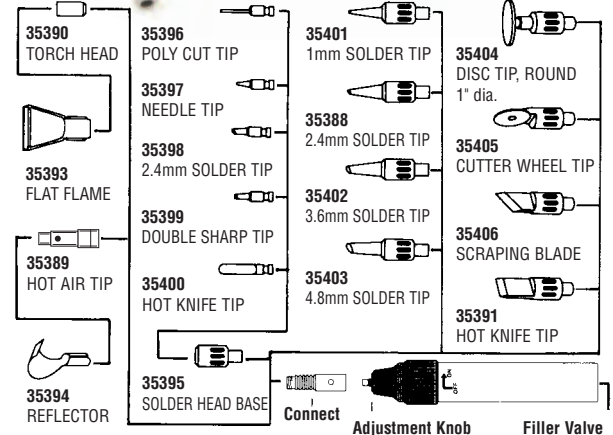 35390
TORCH HEAD
35393
FLAT FLAME
35389
HOT AIR TIP
35394
REFLECTOR
35396
POLY CUT TIP
35397
NEEDLE TIP
35398
2.4mm SOLDER TIP
35399
DOUBLE SHARP TIP
35400
HOT KNIFE TIP
35395
SOLDER HEAD BASE
35401
1mm SOLDER TIP
35388
2.4mm SOLDER TIP
35402
3.6mm SOLDER TIP
35403
4.8mm SOLDER TIP
35404
DISC TIP, ROUND
1" dia.
35405
CUTTER WHEEL TIP
35406
SCRAPING BLADE
35391
HOT KNIFE TIP
Connect
ON
OFF
Adjustment Knob
Filler Valve